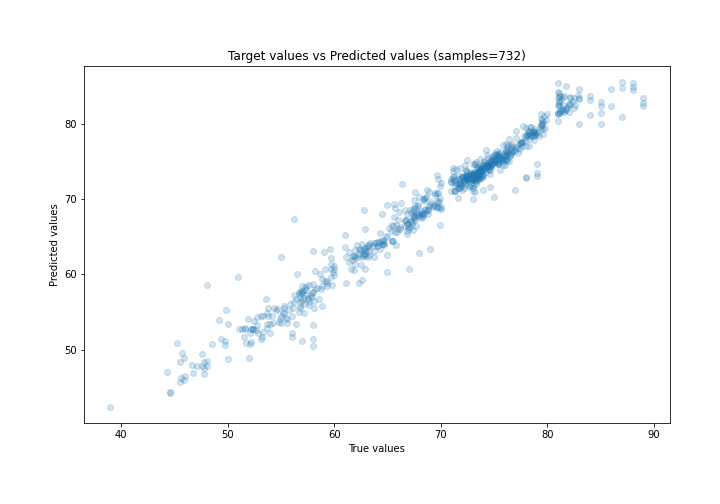 Target values vs Predicted values (samples=732)
80
70
60
50
Predicted values
40 50 60 70 80 90
True values